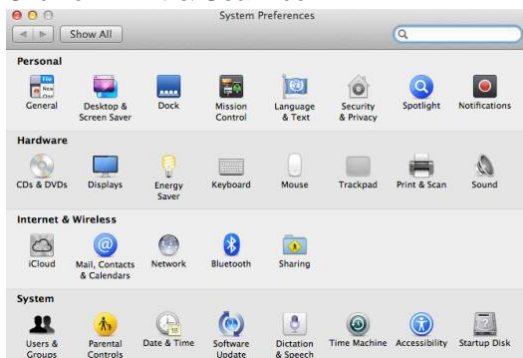 System Preferences
Show All
Personal
General
Desktop &
Screen Saver
Dock
Mission
Control
Language
& Text
Security
& Privacy
Spotlight
Notifications
Hardware
CDs & DVDs
Displays
Energy
Saver
Keyboard
Mouse
Trackpad
Print & Scan
Sound
Internet & Wireless
iCloud
Mail, Contacts
& Calendars
Network
Bluetooth
Sharing
System
Users &
Groups
Parental
Controls
Date & Time
Software
Update
Dictation
& Speech
Time Machine
Accessibility
Startup Disk